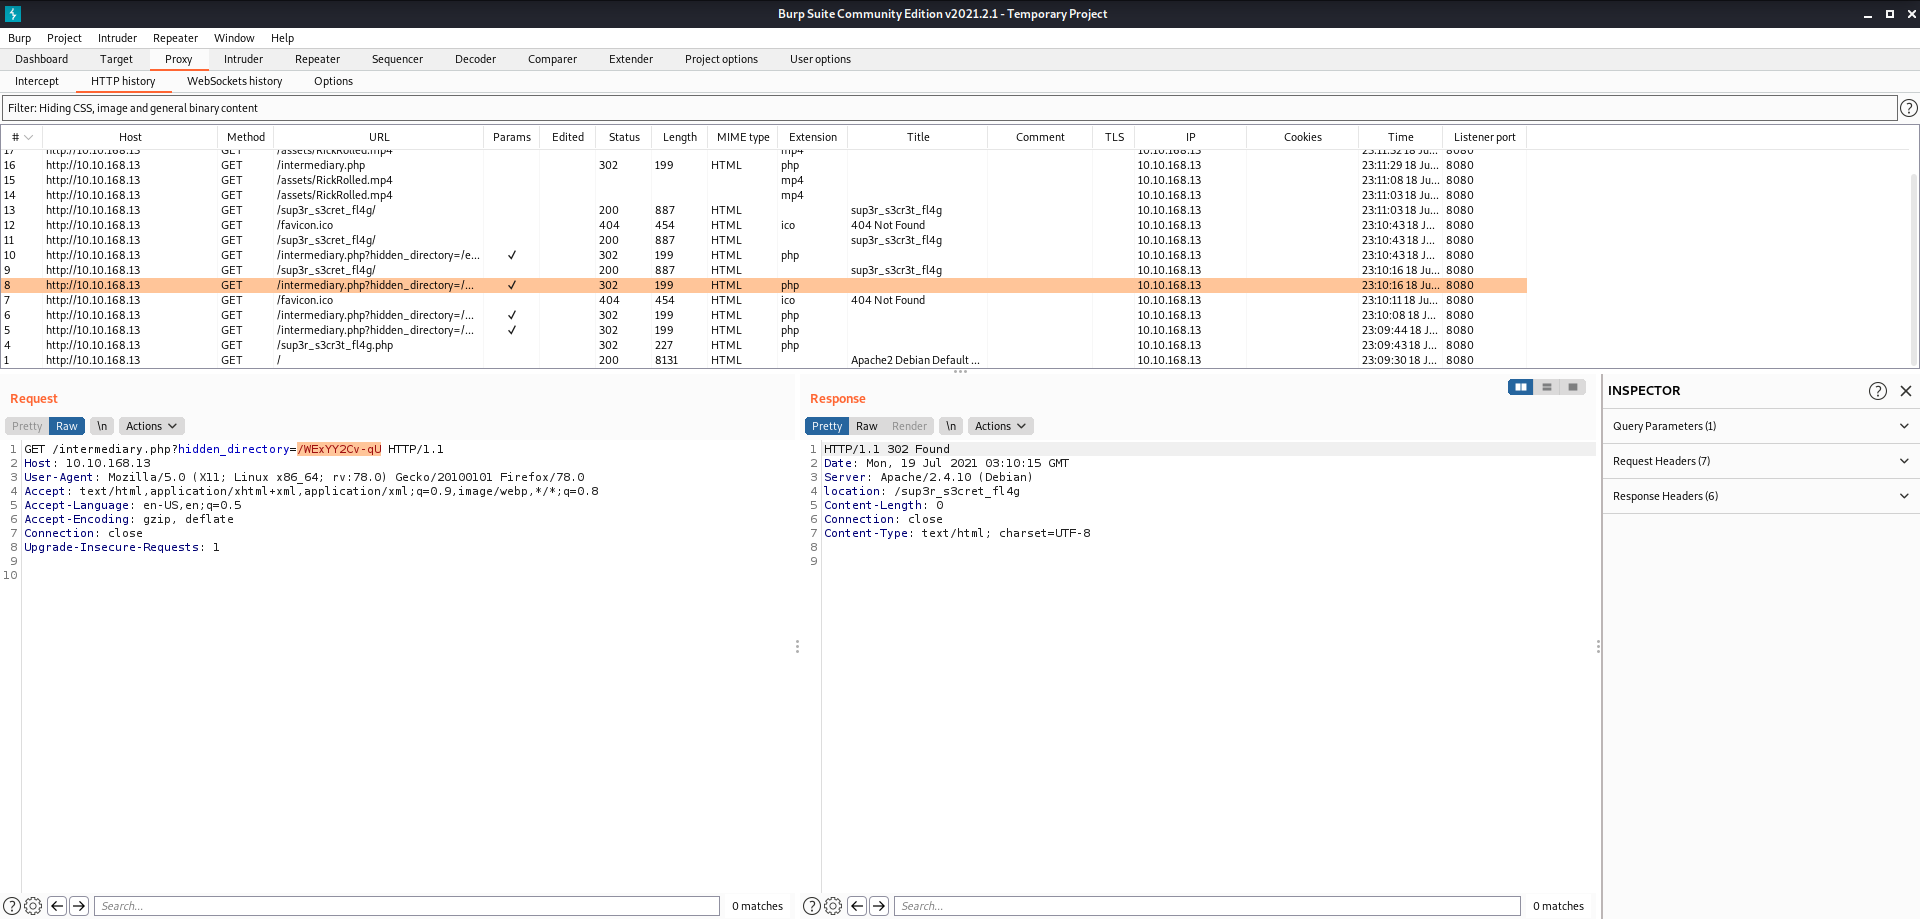 Burp Suite Community Edition v2021.2.1 - Temporary Project
Burp Project Intruder Repeater Window Help
Dashboard Target Proxy Intruder Repeater Sequencer Decoder Comparer Extender Project options User options
Intercept HTTP history WebSockets history Options
Filter: Hiding CSS, image and general binary content
# Host Method URL Params Edited Status Length MIME type Extension Title Comment TLS IP Cookies Time Listener port
17 http://10.10.168.13 GET /assets/RickRolled.mp4 mp4 10.10.168.13 23:11:32 18 Ju... 8080
16 http://10.10.168.13 GET /intermediary.php 302 199 HTML php 10.10.168.13 23:11:29 18 Ju... 8080
15 http://10.10.168.13 GET /assets/RickRolled.mp4 mp4 10.10.168.13 23:11:08 18 Ju... 8080
14 http://10.10.168.13 GET /assets/RickRolled.mp4 mp4 10.10.168.13 23:11:03 18 Ju... 8080
13 http://10.10.168.13 GET /sup3r_s3cret_fl4g/ 200 887 HTML sup3r_s3cr3t_fl4g 10.10.168.13 23:11:03 18 Ju... 8080
12 http://10.10.168.13 GET /favicon.ico 404 454 HTML ico 404 Not Found 10.10.168.13 23:10:43 18 J... 8080
11 http://10.10.168.13 GET /sup3r_s3cret_fl4g/ 200 887 HTML sup3r_s3cr3t_fl4g 10.10.168.13 23:10:43 18 J... 8080
10 http://10.10.168.13 GET /intermediary.php?hidden_directory=/e... ✓ 302 199 HTML php 10.10.168.13 23:10:43 18 J... 8080
9 http://10.10.168.13 GET /sup3r_s3cret_fl4g/ 200 887 HTML sup3r_s3cr3t_fl4g 10.10.168.13 23:10:16 18 Ju... 8080
8 http://10.10.168.13 GET /intermediary.php?hidden_directory=/... ✓ 302 199 HTML php 10.10.168.13 23:10:16 18 Ju... 8080
7 http://10.10.168.13 GET /favicon.ico 404 454 HTML ico 404 Not Found 10.10.168.13 23:10:11 18 Ju... 8080
6 http://10.10.168.13 GET /intermediary.php?hidden_directory=/... ✓ 302 199 HTML php 10.10.168.13 23:10:08 18 Ju... 8080
5 http://10.10.168.13 GET /intermediary.php?hidden_directory=/... ✓ 302 199 HTML php 10.10.168.13 23:09:44 18 J... 8080
4 http://10.10.168.13 GET /sup3r_s3cr3t_fl4g.php 302 227 HTML php 10.10.168.13 23:09:43 18 J... 8080
1 http://10.10.168.13 GET / 200 8131 HTML Apache2 Debian Default ... 10.10.168.13 23:09:30 18 J... 8080
Request
Pretty Raw \n Actions
1 GET /intermediary.php?hidden_directory=/WExYY2Cv-qU HTTP/1.1
2 Host: 10.10.168.13
3 User-Agent: Mozilla/5.0 (X11; Linux x86_64; rv:78.0) Gecko/20100101 Firefox/78.0
4 Accept: text/html,application/xhtml+xml,application/xml;q=0.9,image/webp,*/*;q=0.8
5 Accept-Language: en-US,en;q=0.5
6 Accept-Encoding: gzip, deflate
7 Connection: close
8 Upgrade-Insecure-Requests: 1
9
10
Search... 0 matches
Response
Pretty Raw Render \n Actions
1 HTTP/1.1 302 Found
2 Date: Mon, 19 Jul 2021 03:10:15 GMT
3 Server: Apache/2.4.10 (Debian)
4 location: /sup3r_s3cret_fl4g
5 Content-Length: 0
6 Connection: close
7 Content-Type: text/html; charset=UTF-8
8
9
Search... 0 matches
INSPECTOR
Query Parameters (1)
Request Headers (7)
Response Headers (6)